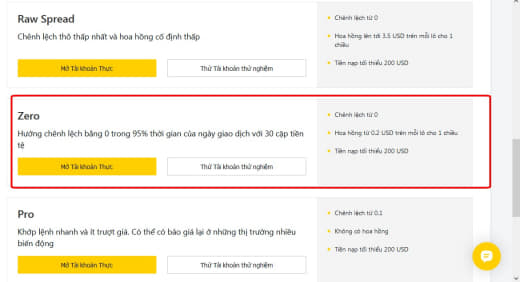 Raw Spread
Chênh lệch thô thấp nhất và hoa hồng cố định thấp
Mở Tài khoản Thực
Thử Tài khoản thử nghiệm
Chênh lệch từ 0
Hoa hồng lên tới 3.5 USD trên mỗi lô cho 1
chiều
Tiền nạp tối thiểu 200 USD
Zero
Hưởng chênh lệch bằng 0 trong 95% thời gian của ngày giao dịch với 30 cặp tiền
tệ
Mở Tài khoản Thực
Thử Tài khoản thử nghiệm
Chênh lệch từ 0
Hoa hồng từ 0.2 USD trên mỗi lô cho 1 chiều
Tiền nạp tối thiểu 200 USD
Pro
Khớp lệnh nhanh và ít trượt giá. Có thể có báo giá lại ở những thị trường nhiều
biến động
Mở Tài khoản Thực
Thử Tài khoản thử nghiệm
Chênh lệch từ 0.1
Không có hoa hồng
Tiền nạp tối thiểu 200 USD